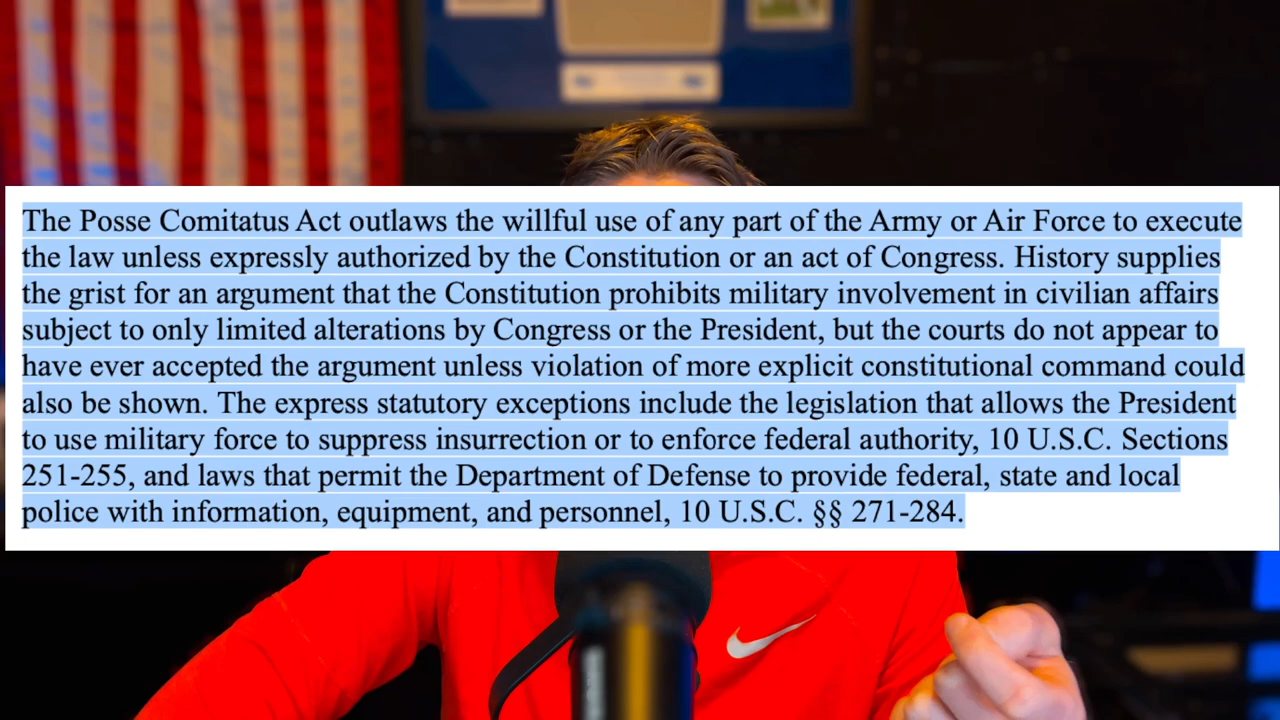 The Posse Comitatus Act outlaws the willful use of any part of the Army or Air Force to execute
the law unless expressly authorized by the Constitution or an act of Congress. History supplies
the grist for an argument that the Constitution prohibits military involvement in civilian affairs
subject to only limited alterations by Congress or the President, but the courts do not appear to
have ever accepted the argument unless violation of more explicit constitutional command could
also be shown. The express statutory exceptions include the legislation that allows the President
to use military force to suppress insurrection or to enforce federal authority, 10 U.S.C. Sections
251-255, and laws that permit the Department of Defense to provide federal, state and local
police with information, equipment, and personnel, 10 U.S.C. §§ 271-284.